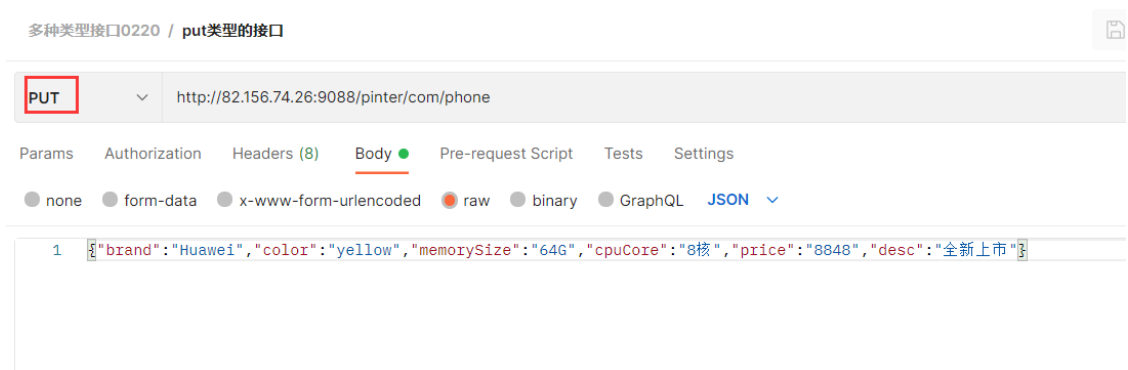 多种类型接口0220 / put类型的接口
PUT http://82.156.74.26:9088/pinter/com/phone
Params Authorization Headers (8) Body Pre-request Script Tests Settings
none form-data x-www-form-urlencoded raw binary GraphQL JSON
1 {"brand":"Huawei","color":"yellow","memorySize":"64G","cpuCore":"8核","price":"8848","desc":"全新上市"}